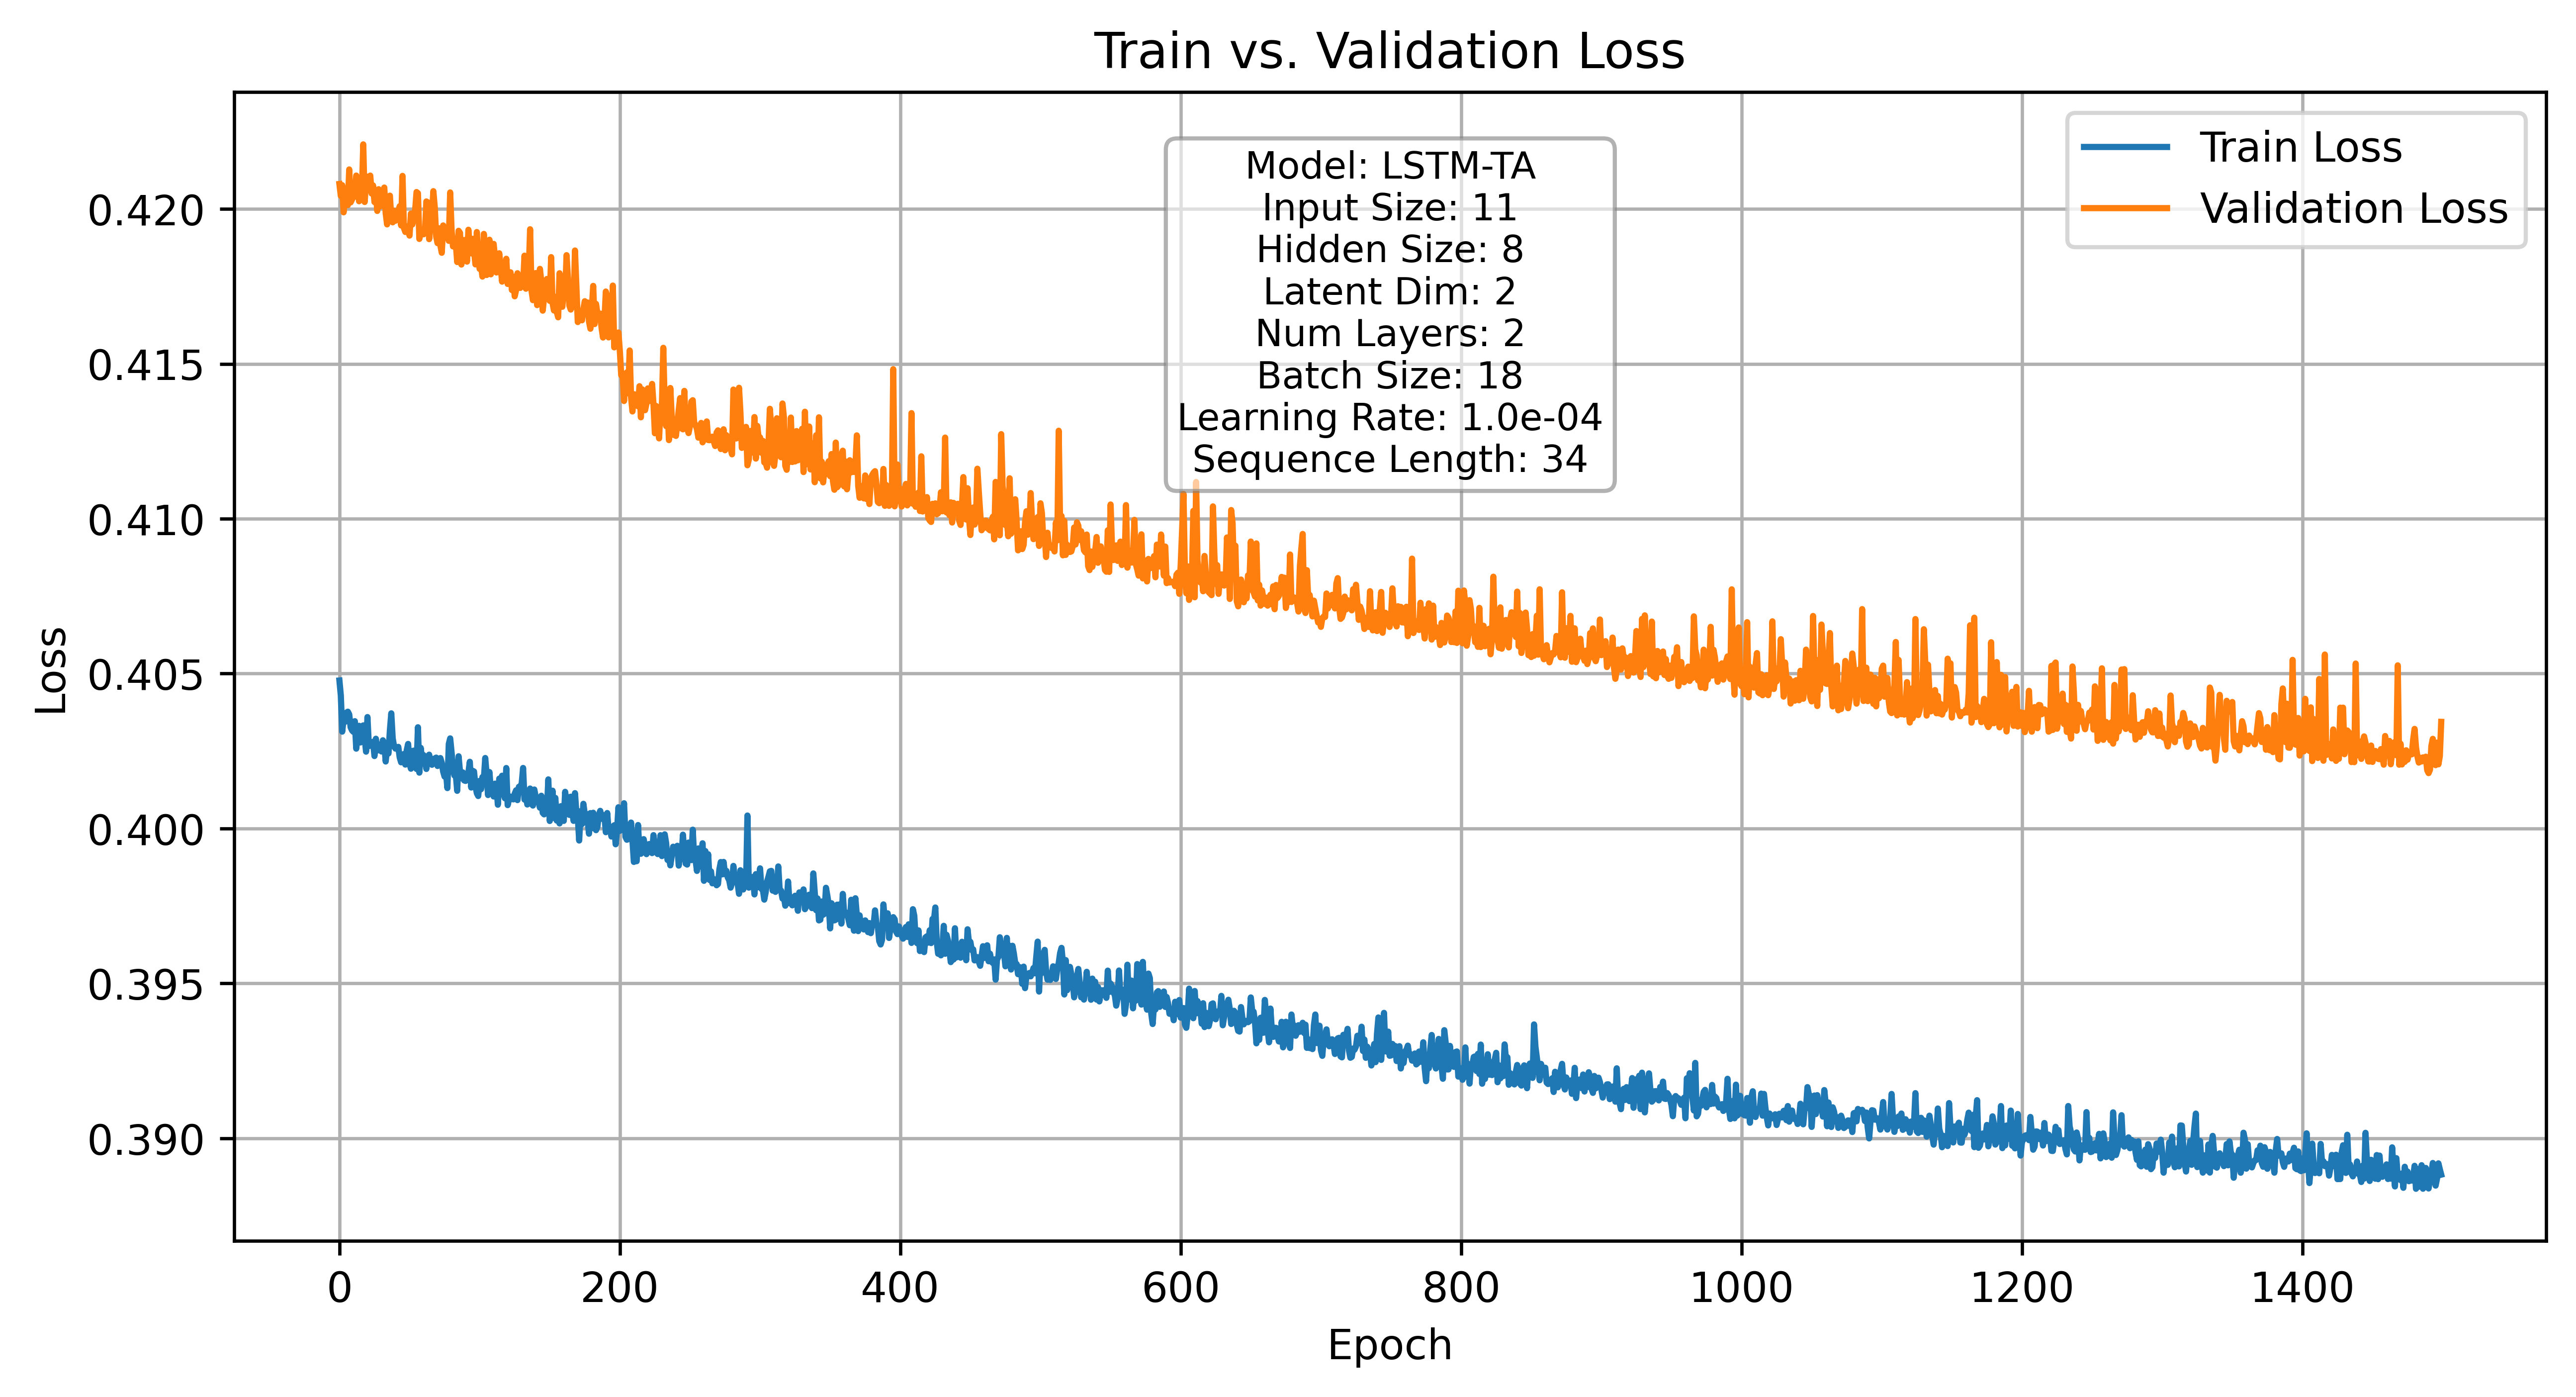 Train vs. Validation Loss
Train Loss
Validation Loss
Model: LSTM-TA
Input Size: 11
Hidden Size: 8
Latent Dim: 2
Num Layers: 2
Batch Size: 18
Learning Rate: 1.0e-04
Sequence Length: 34
Loss
0.420
0.415
0.410
0.405
0.400
0.395
0.390
0 200 400 600 800 1000 1200 1400
Epoch